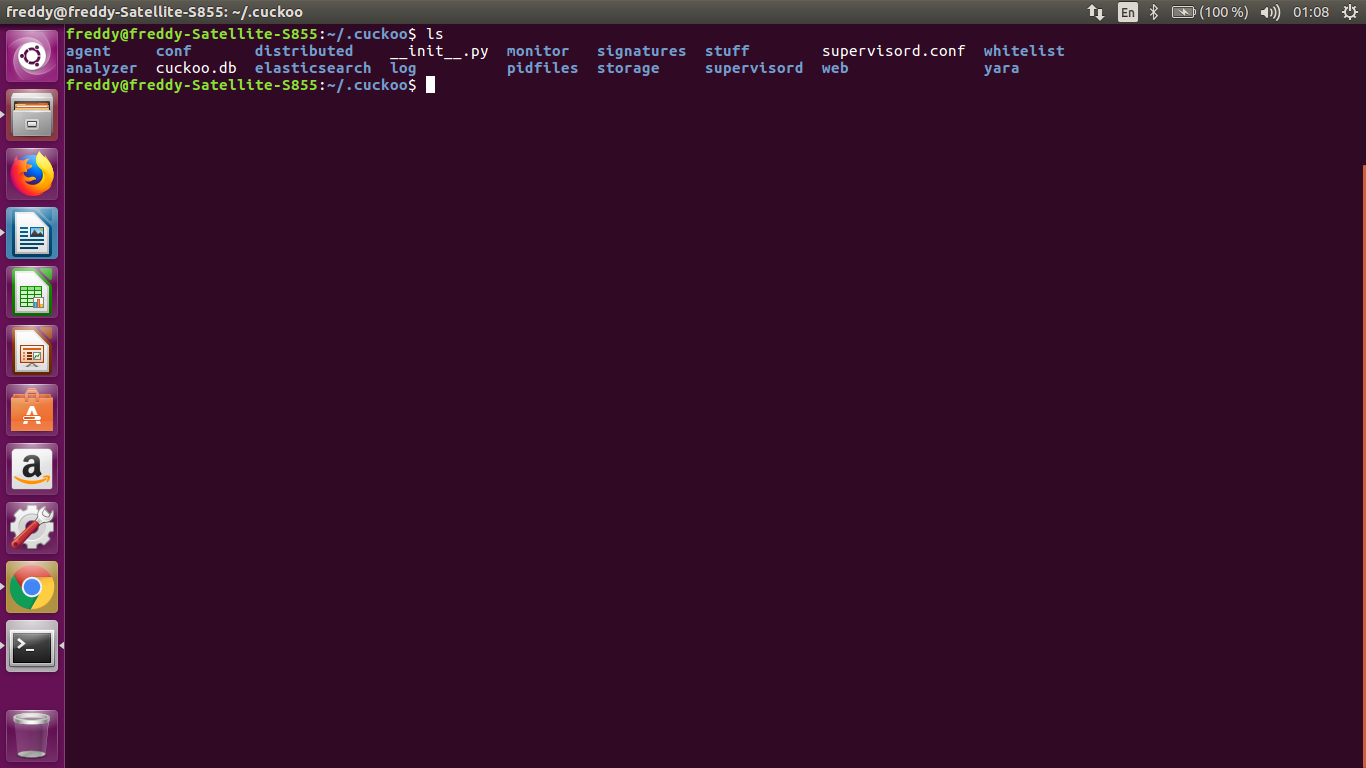 freddy@freddy-Satellite-S855: ~/.cuckoo En (100 %) 01:08
freddy@freddy-Satellite-S855:~/.cuckoo$ ls
agent conf distributed __init__.py monitor signatures stuff supervisord.conf whitelist
analyzer cuckoo.db elasticsearch log pidfiles storage supervisord web yara
freddy@freddy-Satellite-S855:~/.cuckoo$